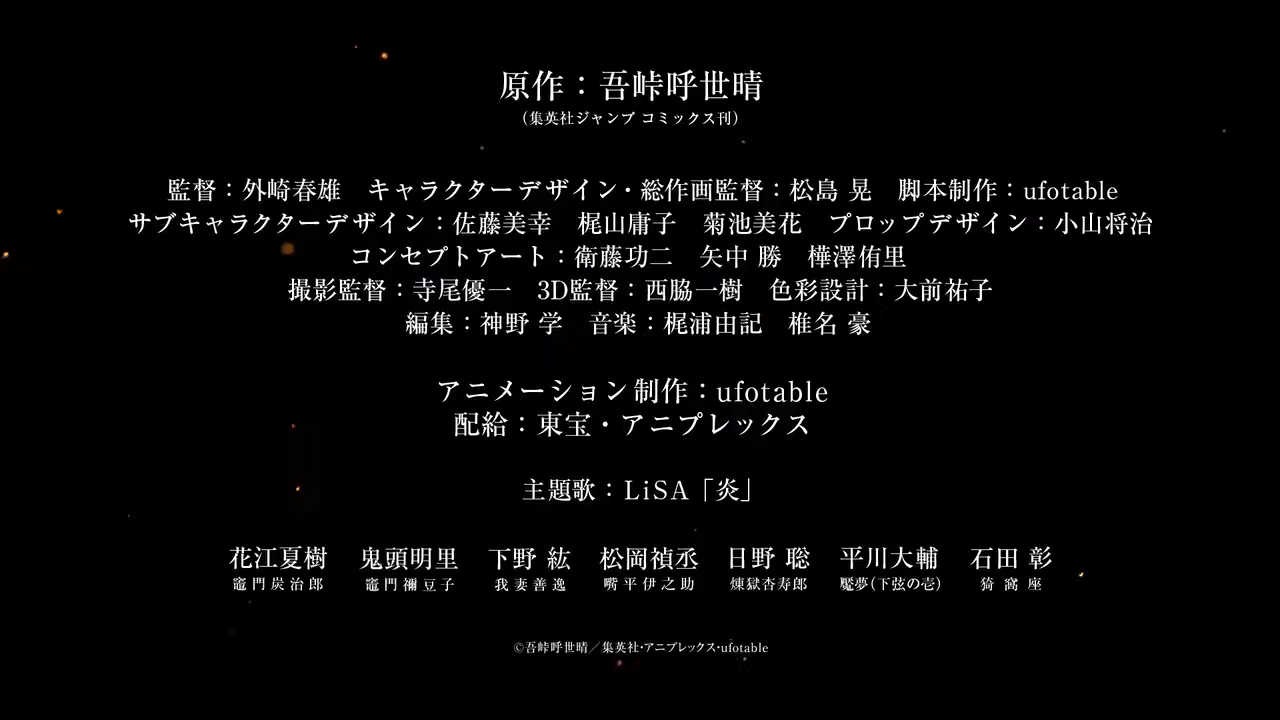 原作：吾峠呼世晴
（集英社ジャンプ コミックス刊）
監督：外崎春雄　キャラクターデザイン・総作画監督：松島 晃　脚本制作：ufotable
サブキャラクターデザイン：佐藤美幸　梶山庸子　菊池美花　プロップデザイン：小山将治
コンセプトアート：衛藤功二　矢中 勝　樺澤侑里
撮影監督：寺尾優一　3D監督：西脇一樹　色彩設計：大前祐子
編集：神野 学　音楽：梶浦由記　椎名 豪
アニメーション制作：ufotable
配給：東宝・アニプレックス
主題歌：LiSA「炎」
花江夏樹　鬼頭明里　下野 紘　松岡禎丞　日野 聡　平川大輔　石田 彰
竈門炭治郎　竈門禰豆子　我妻善逸　嘴平伊之助　煉獄杏寿郎　魘夢（下弦の壱）　猗窩座
©吾峠呼世晴／集英社・アニプレックス・ufotable